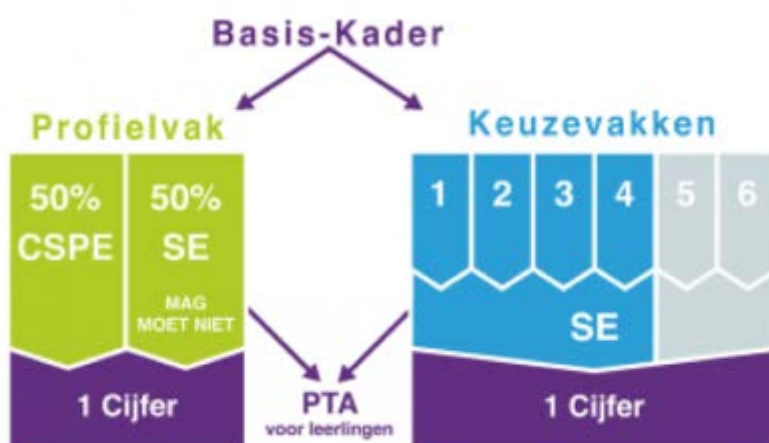 Basis-Kader
Profielvak
50%
CSPE
50%
SE
MAG
MOET NIET
1 Cijfer
PTA
voor leerlingen
Keuzevakken
1 2 3 4 5 6
SE
1 Cijfer